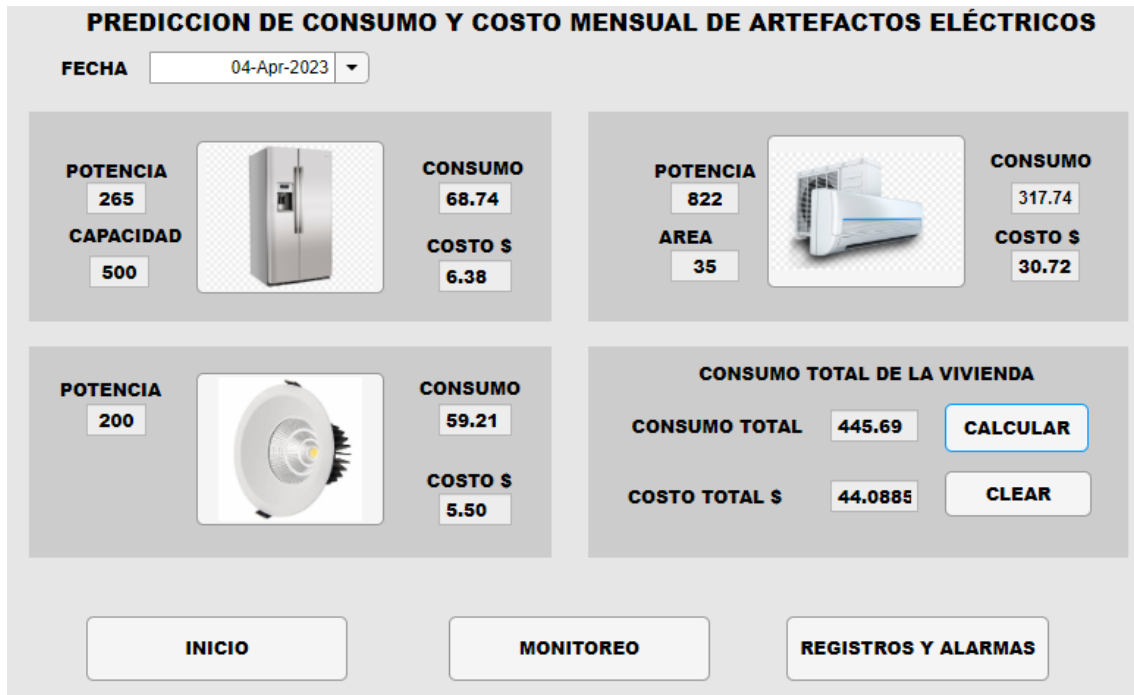 PREDICCION DE CONSUMO Y COSTO MENSUAL DE ARTEFACTOS ELÉCTRICOS
FECHA 04-Apr-2023
POTENCIA
265
CAPACIDAD
500
CONSUMO
68.74
COSTO $
6.38
POTENCIA
822
AREA
35
CONSUMO
317.74
COSTO $
30.72
POTENCIA
200
CONSUMO
59.21
COSTO $
5.50
CONSUMO TOTAL DE LA VIVIENDA
CONSUMO TOTAL 445.69 CALCULAR
COSTO TOTAL $ 44.0885 CLEAR
INICIO MONITOREO REGISTROS Y ALARMAS